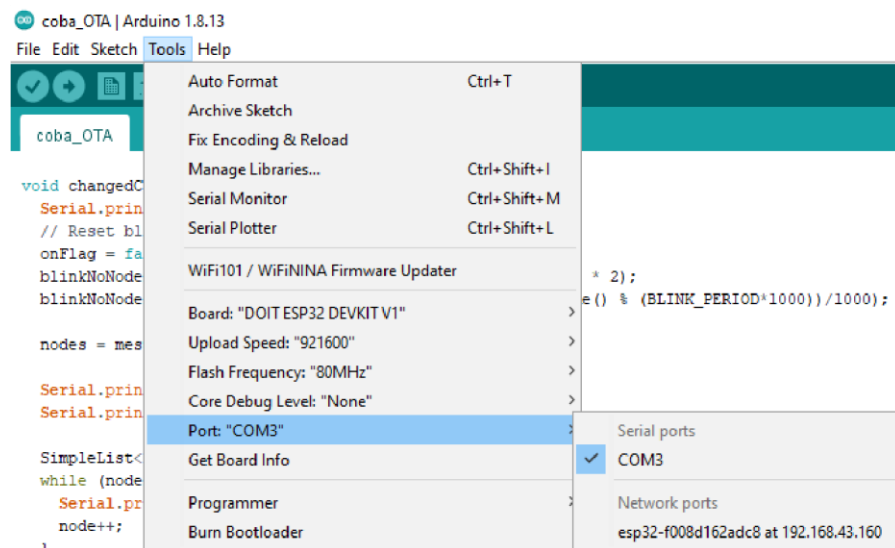 coba_OTA | Arduino 1.8.13
File Edit Sketch Tools Help
coba_OTA
Auto Format Ctrl+T
Archive Sketch
Fix Encoding & Reload
Manage Libraries... Ctrl+Shift+I
Serial Monitor Ctrl+Shift+M
Serial Plotter Ctrl+Shift+L
WiFi101 / WiFiNINA Firmware Updater
Board: "DOIT ESP32 DEVKIT V1"
Upload Speed: "921600"
Flash Frequency: "80MHz"
Core Debug Level: "None"
Port: "COM3"
Get Board Info
Programmer
Burn Bootloader
Serial ports
COM3
Network ports
esp32-f008d162adc8 at 192.168.43.160
void changedC
Serial.prin
// Reset bl
onFlag = fa
blinkNoNode * 2);
blinkNoNode e() % (BLINK_PERIOD*1000))/1000);
nodes = mes
Serial.prin
Serial.prin
SimpleList<
while (node
Serial.pr
node++;